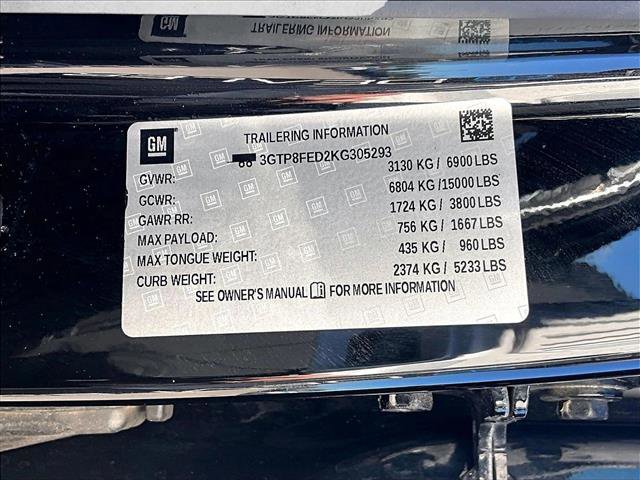 GM
TRAILERING INFORMATION
3GTP8FED2KG305293
GVWR: 3130 KG / 6900 LBS
GCWR: 6804 KG /15000 LBS
GAWR RR: 1724 KG / 3800 LBS
MAX PAYLOAD: 756 KG / 1667 LBS
MAX TONGUE WEIGHT: 435 KG / 960 LBS
CURB WEIGHT: 2374 KG / 5233 LBS
SEE OWNER'S MANUAL FOR MORE INFORMATION